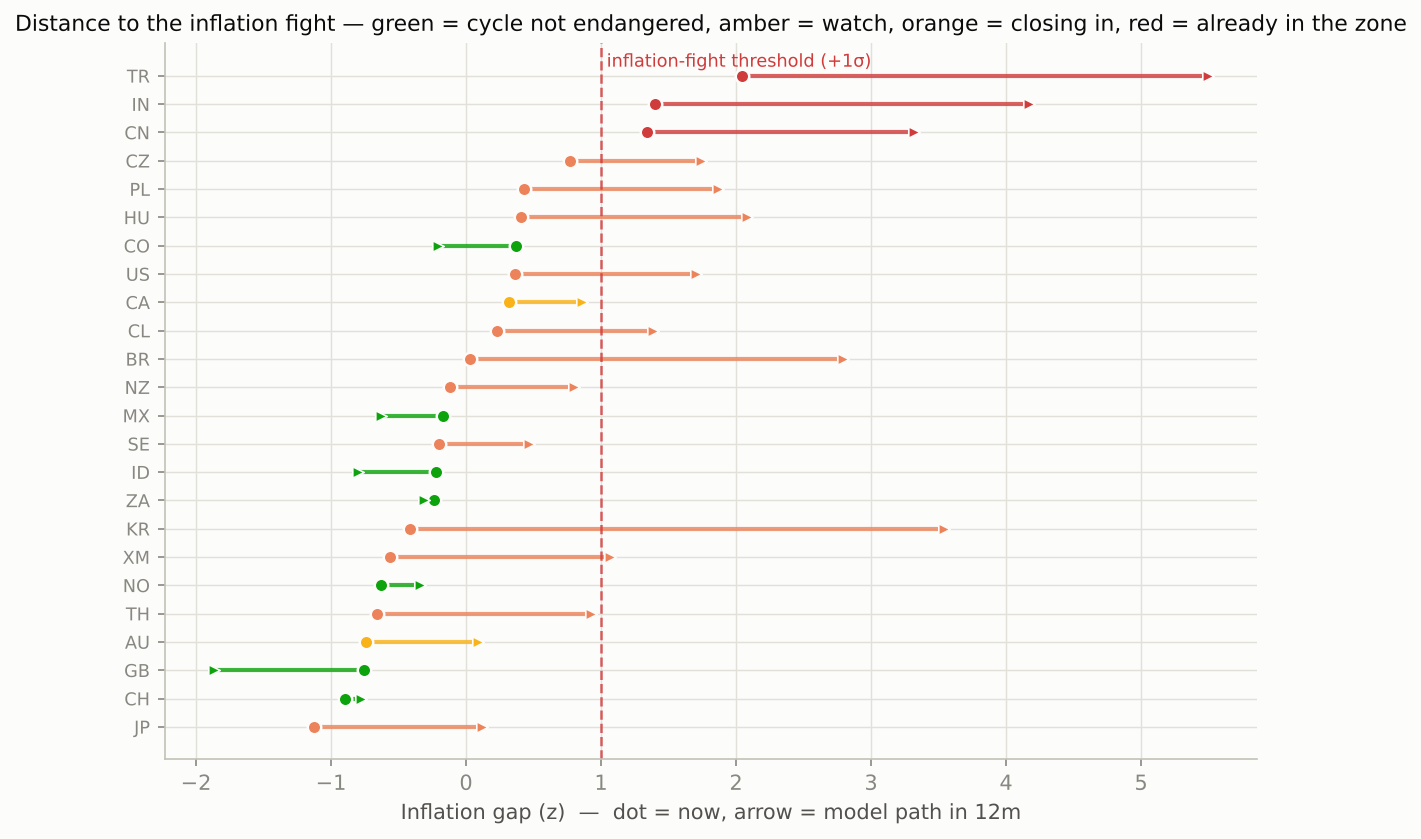 Distance to the inflation fight — green = cycle not endangered, amber = watch, orange = closing in, red = already in the zone
inflation-fight threshold (+1σ)
TR
IN
CN
CZ
PL
HU
CO
US
CA
CL
BR
NZ
MX
SE
ID
ZA
KR
XM
NO
TH
AU
GB
CH
JP
−2 −1 0 1 2 3 4 5
Inflation gap (z) — dot = now, arrow = model path in 12m